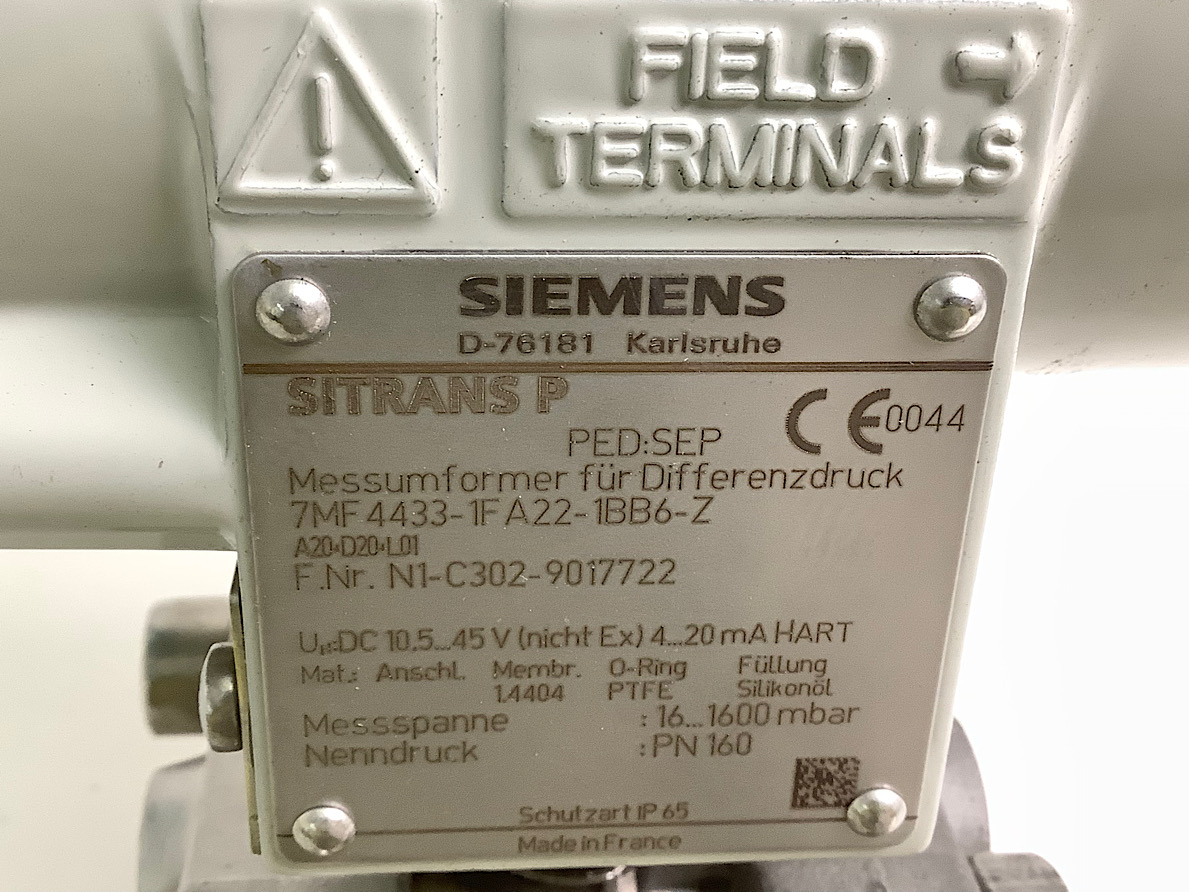 FIELD →
TERMINALS
SIEMENS
D-76181 Karlsruhe
SITRANS P
CE 0044
PED:SEP
Messumformer für Differenzdruck
7MF4433-1FA22-1BB6-Z
A20+D20+L01
F.Nr. N1-C302-9017722
UH:DC 10.5...45 V (nicht Ex) 4...20 mA HART
Mat.: Anschl. Membr. O-Ring Füllung
1.4404 PTFE Silikonöl
Messspanne : 16...1600 mbar
Nenndruck : PN 160
Schutzart IP 65
Made in France